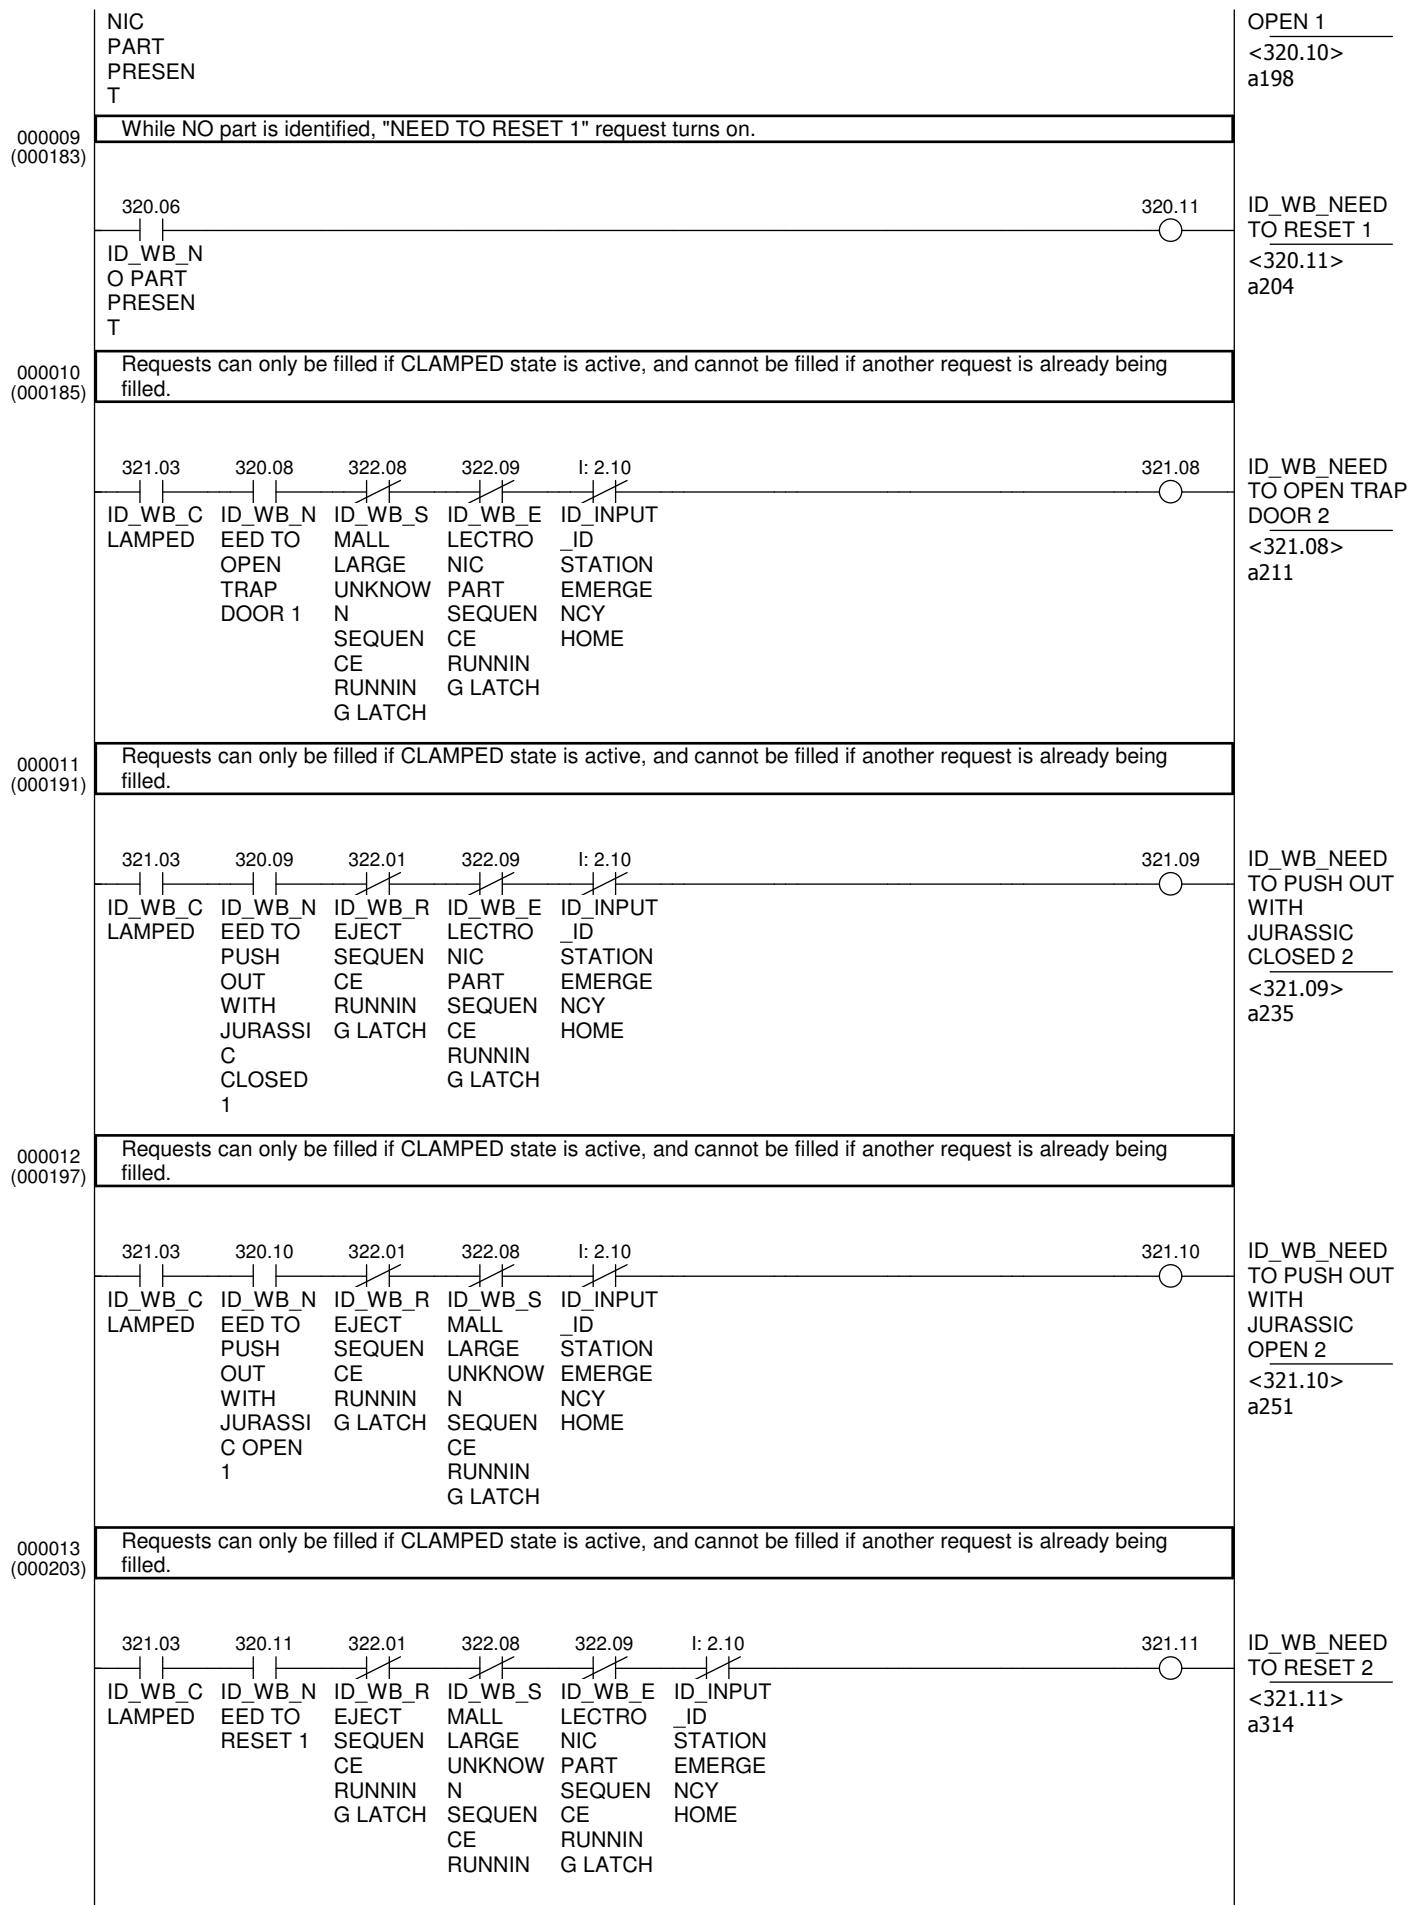 NIC
PART
PRESEN
T
OPEN 1
<320.10>
a198
000009
(000183)
While NO part is identified, "NEED TO RESET 1" request turns on.
320.06
ID_WB_N
O PART
PRESEN
T
320.11
ID_WB_NEED
TO RESET 1
<320.11>
a204
000010
(000185)
Requests can only be filled if CLAMPED state is active, and cannot be filled if another request is already being
filled.
321.03
ID_WB_C
LAMPED
320.08
ID_WB_N
EED TO
OPEN
TRAP
DOOR 1
322.08
ID_WB_S
MALL
LARGE
UNKNOW
N
SEQUEN
CE
RUNNIN
G LATCH
322.09
ID_WB_E
LECTRO
NIC
PART
SEQUEN
CE
RUNNIN
G LATCH
I: 2.10
ID_INPUT
_ID
STATION
EMERGE
NCY
HOME
321.08
ID_WB_NEED
TO OPEN TRAP
DOOR 2
<321.08>
a211
000011
(000191)
Requests can only be filled if CLAMPED state is active, and cannot be filled if another request is already being
filled.
321.03
ID_WB_C
LAMPED
320.09
ID_WB_N
EED TO
PUSH
OUT
WITH
JURASSI
C
CLOSED
1
322.01
ID_WB_R
EJECT
SEQUEN
CE
RUNNIN
G LATCH
322.09
ID_WB_E
LECTRO
NIC
PART
SEQUEN
CE
RUNNIN
G LATCH
I: 2.10
ID_INPUT
_ID
STATION
EMERGE
NCY
HOME
321.09
ID_WB_NEED
TO PUSH OUT
WITH
JURASSIC
CLOSED 2
<321.09>
a235
000012
(000197)
Requests can only be filled if CLAMPED state is active, and cannot be filled if another request is already being
filled.
321.03
ID_WB_C
LAMPED
320.10
ID_WB_N
EED TO
PUSH
OUT
WITH
JURASSI
C OPEN
1
322.01
ID_WB_R
EJECT
SEQUEN
CE
RUNNIN
G LATCH
322.08
ID_WB_S
MALL
LARGE
UNKNOW
N
SEQUEN
CE
RUNNIN
G LATCH
I: 2.10
ID_INPUT
_ID
STATION
EMERGE
NCY
HOME
321.10
ID_WB_NEED
TO PUSH OUT
WITH
JURASSIC
OPEN 2
<321.10>
a251
000013
(000203)
Requests can only be filled if CLAMPED state is active, and cannot be filled if another request is already being
filled.
321.03
ID_WB_C
LAMPED
320.11
ID_WB_N
EED TO
RESET 1
322.01
ID_WB_R
EJECT
SEQUEN
CE
RUNNIN
G LATCH
322.08
ID_WB_S
MALL
LARGE
UNKNOW
N
SEQUEN
CE
RUNNIN
322.09
ID_WB_E
LECTRO
NIC
PART
SEQUEN
CE
RUNNIN
G LATCH
I: 2.10
ID_INPUT
_ID
STATION
EMERGE
NCY
HOME
321.11
ID_WB_NEED
TO RESET 2
<321.11>
a314